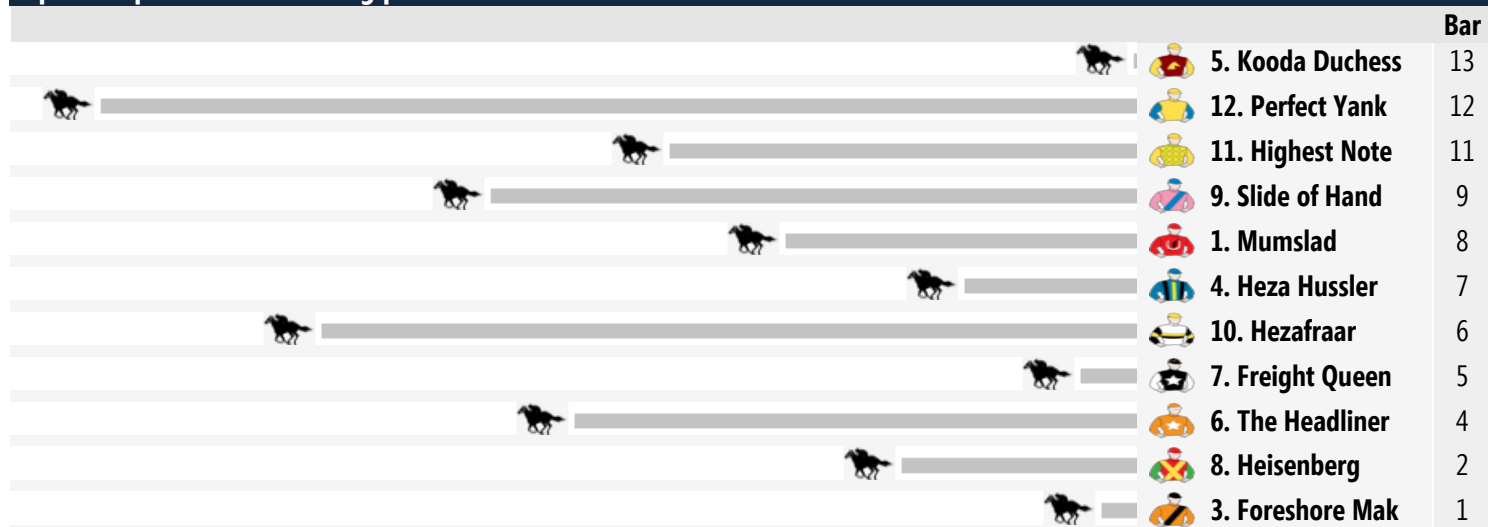 Bar
5. Kooda Duchess 13
12. Perfect Yank 12
11. Highest Note 11
9. Slide of Hand 9
1. Mumslad 8
4. Heza Hussler 7
10. Hezafraar 6
7. Freight Queen 5
6. The Headliner 4
8. Heisenberg 2
3. Foreshore Mak 1